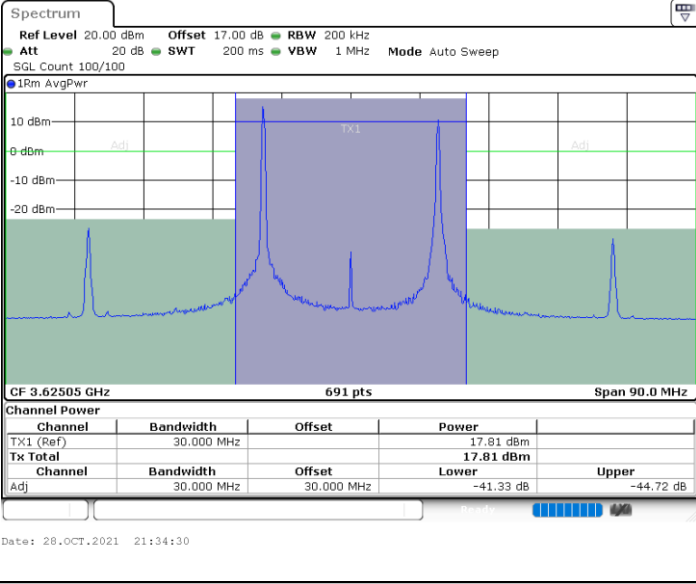 Spectrum
Ref Level 20.00 dBm Offset 17.00 dB RBW 200 kHz
Att 20 dB SWT 200 ms VBW 1 MHz Mode Auto Sweep
SGL Count 100/100
1Rm AvgPwr
10 dBm
TX1
Adj
Adj
0 dBm
-10 dBm
-20 dBm
CF 3.62505 GHz 691 pts Span 90.0 MHz
Channel Power
Channel Bandwidth Offset Power
TX1 (Ref) 30.000 MHz 17.81 dBm
Tx Total 17.81 dBm
Channel Bandwidth Offset Lower Upper
Adj 30.000 MHz 30.000 MHz -41.33 dB -44.72 dB
Ready
Date: 28.OCT.2021 21:34:30